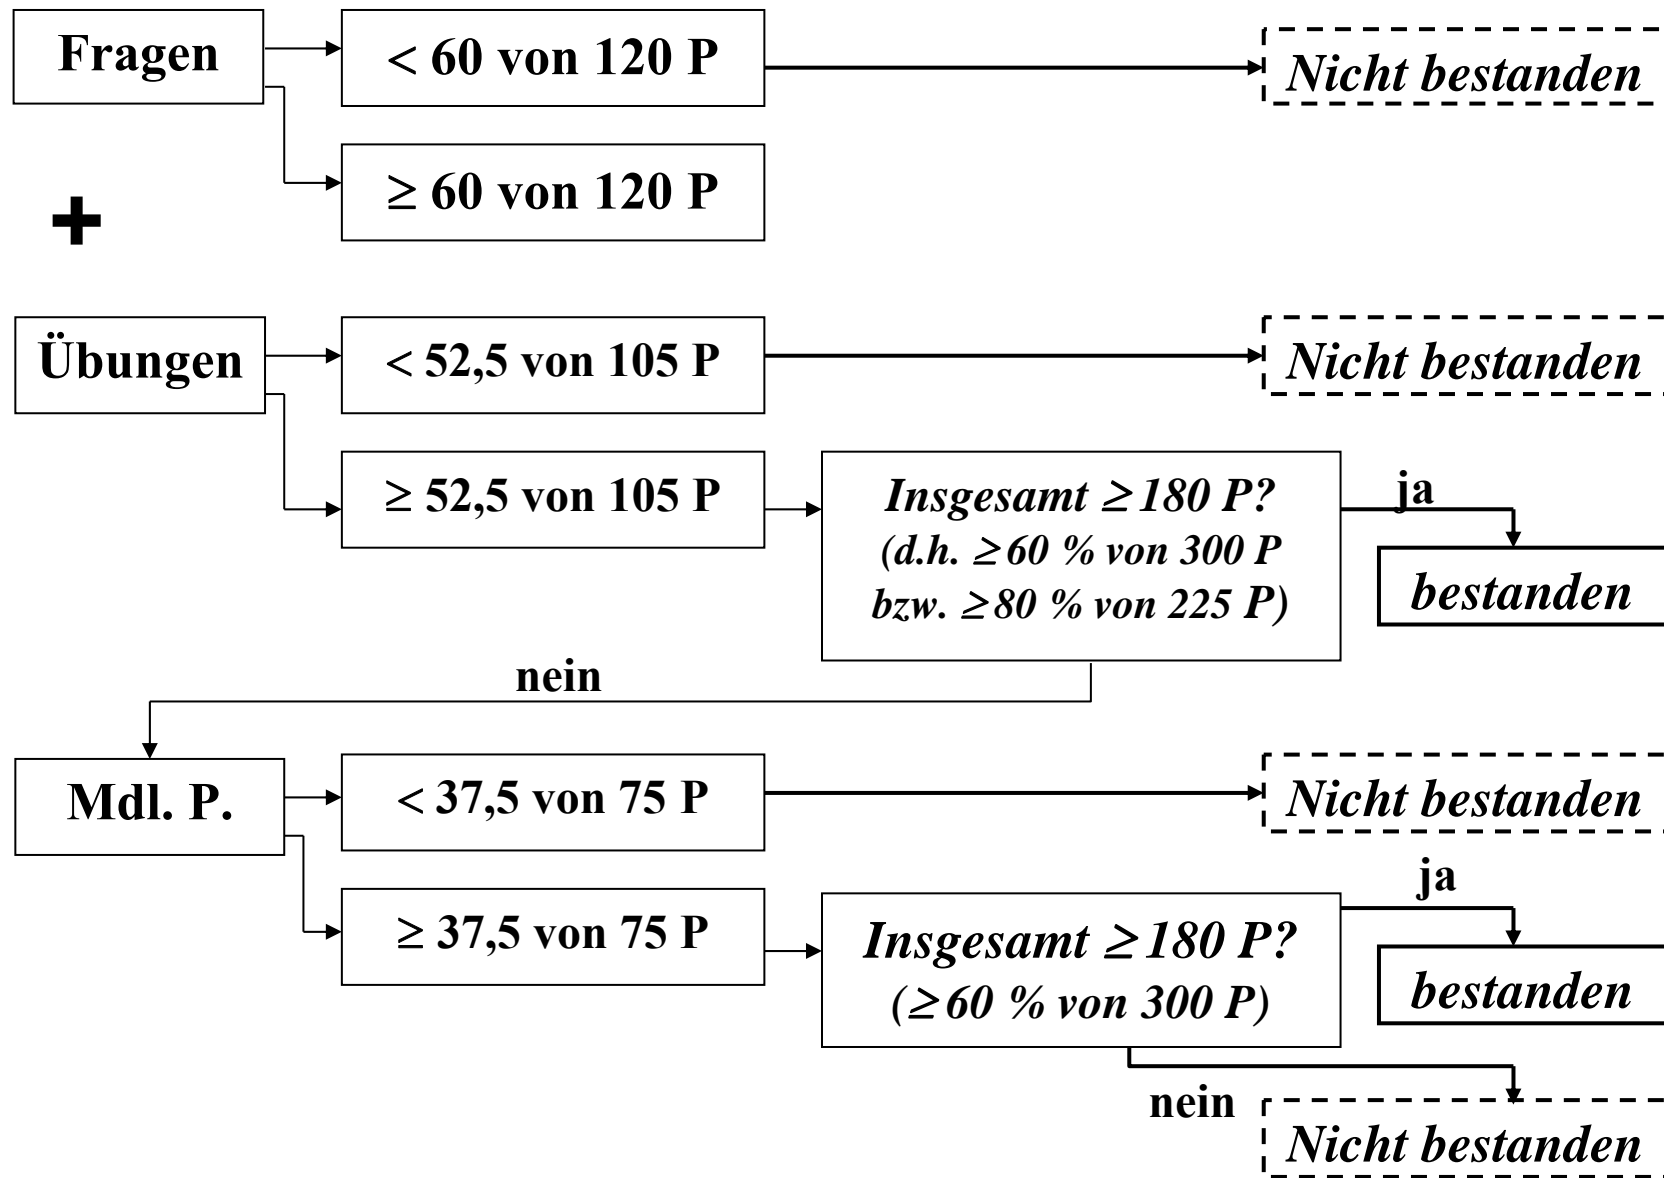 Fragen
< 60 von 120 P
Nicht bestanden
≥ 60 von 120 P
+
Übungen
< 52,5 von 105 P
Nicht bestanden
≥ 52,5 von 105 P
Insgesamt ≥ 180 P?
(d.h. ≥ 60 % von 300 P
bzw. ≥ 80 % von 225 P)
ja
bestanden
nein
Mdl. P.
< 37,5 von 75 P
Nicht bestanden
≥ 37,5 von 75 P
Insgesamt ≥ 180 P?
(≥ 60 % von 300 P)
ja
bestanden
nein
Nicht bestanden